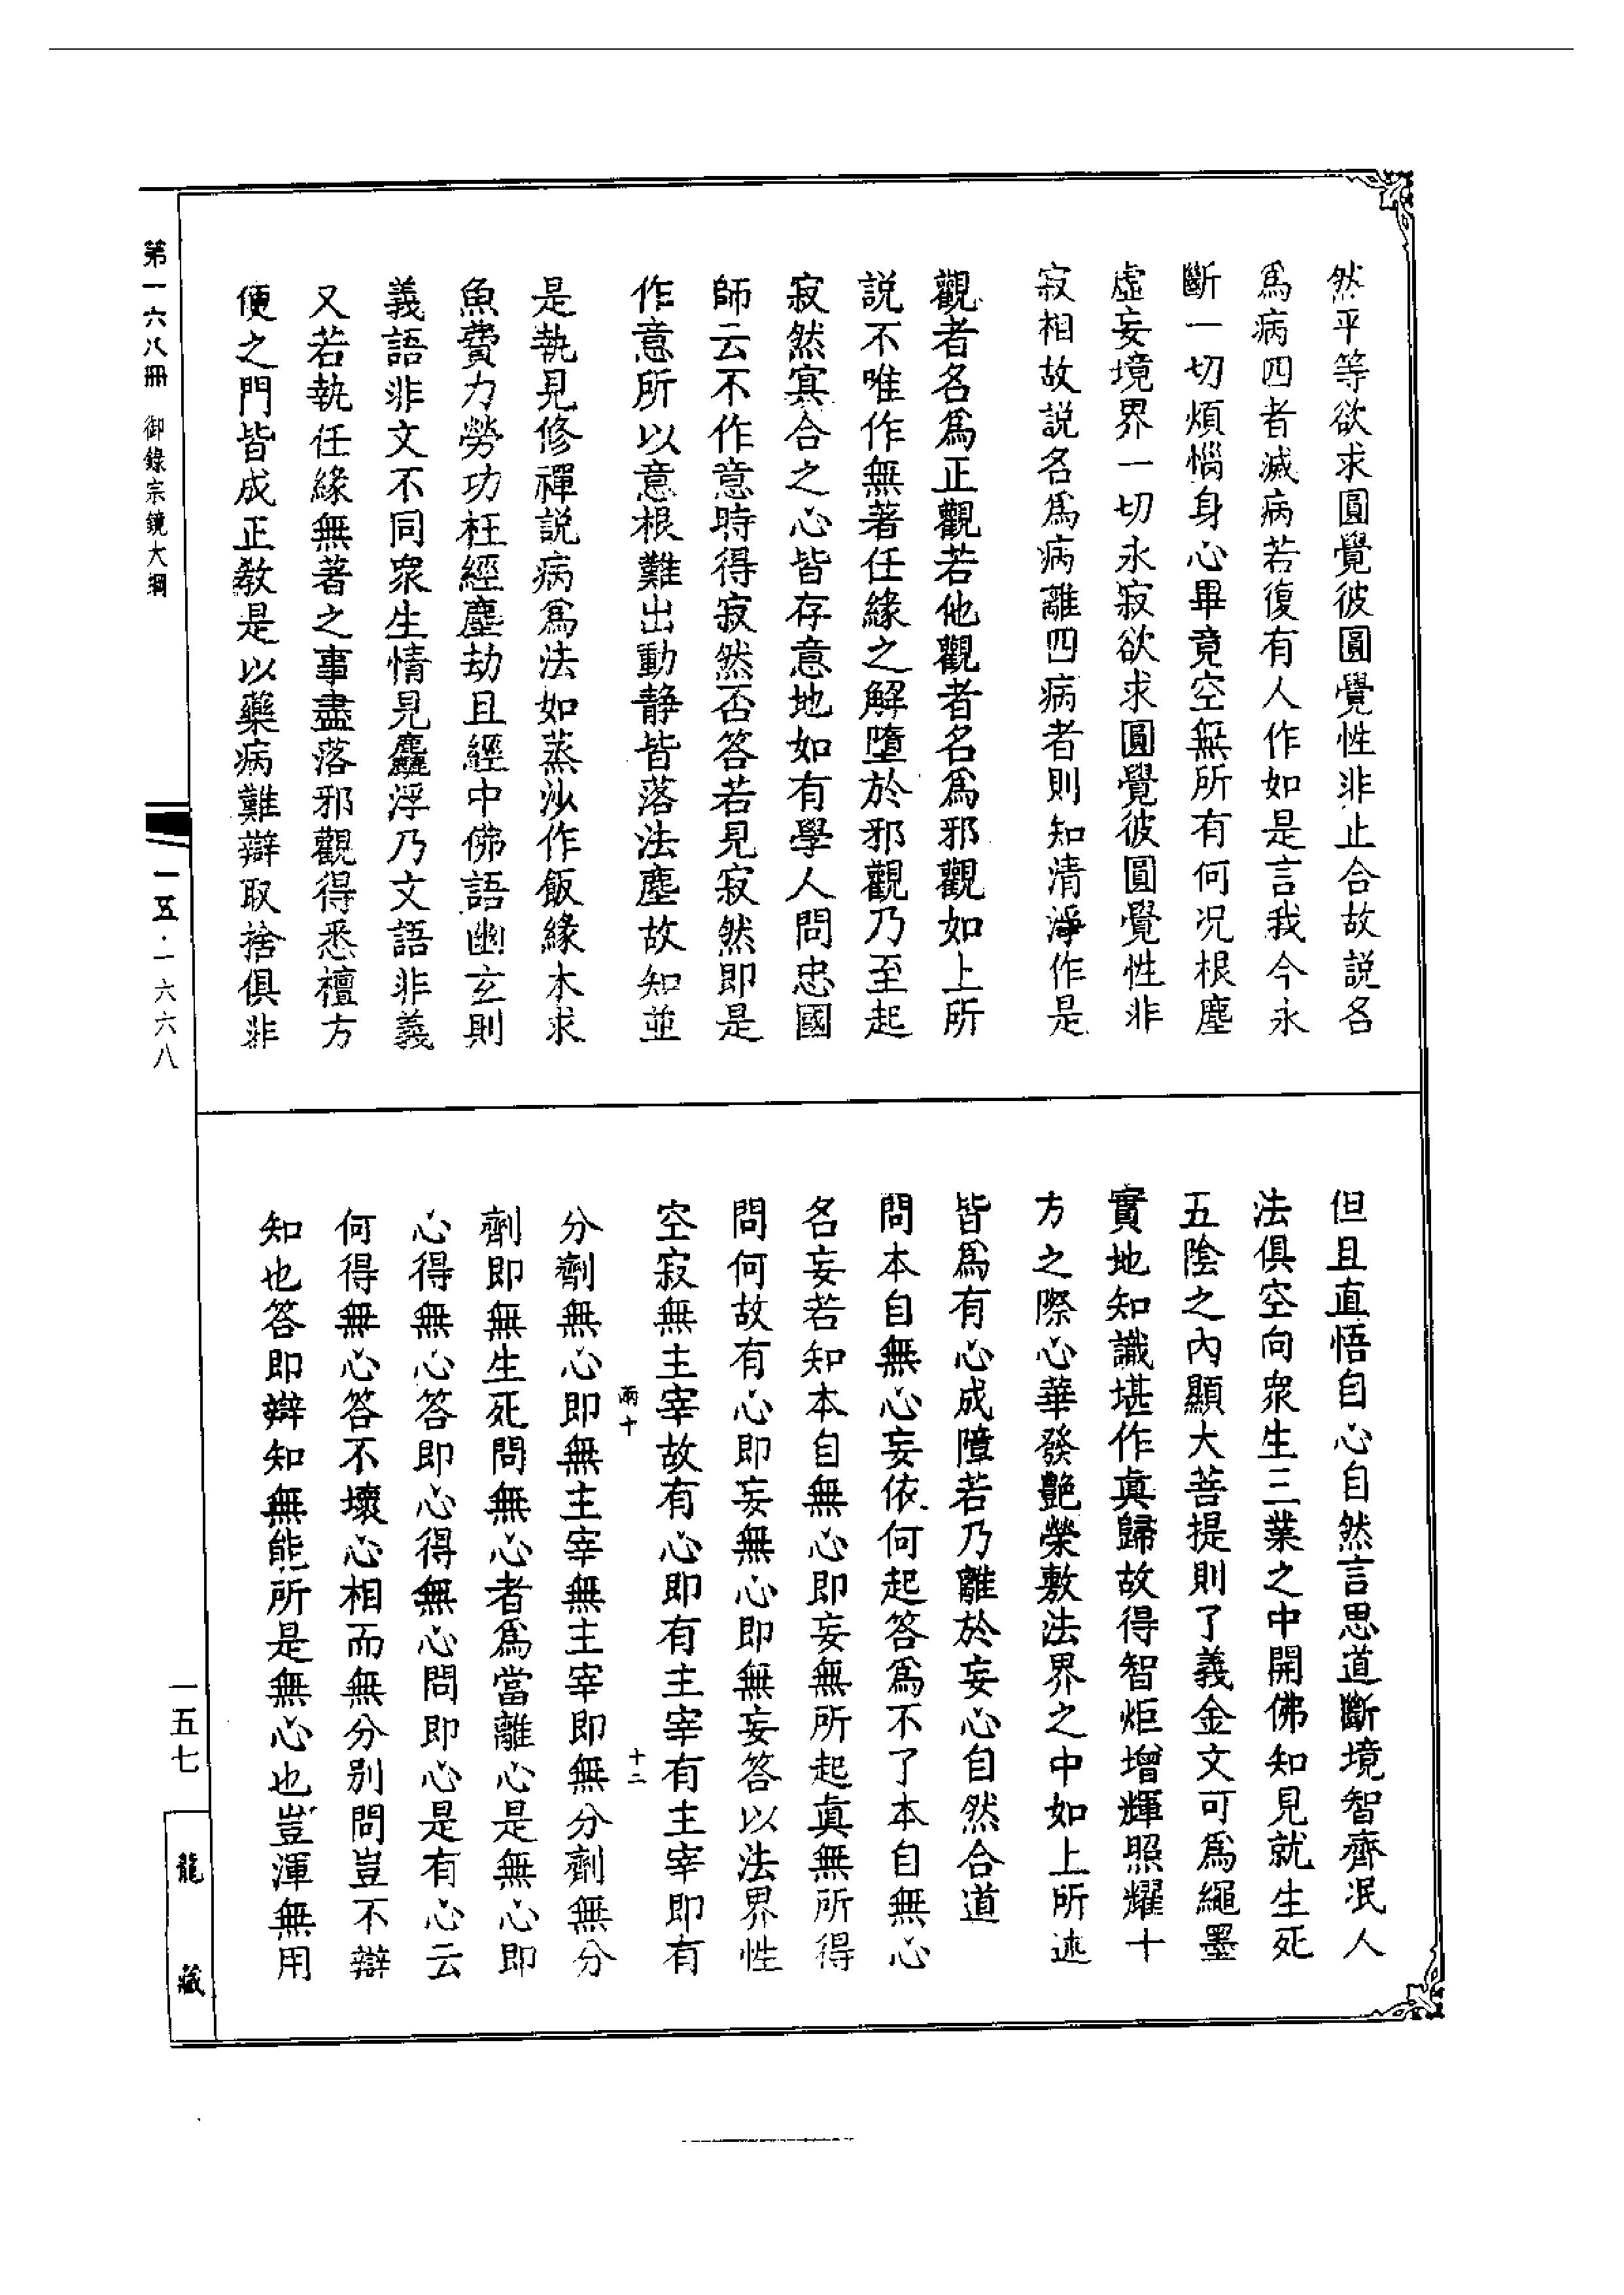 然平等欲求圓覺彼圓覺性非止合故説名
爲病四者滅病若復有人作如是言我今永
斷一切煩惱身心畢竟空無所有何况根塵
虛妄境界一切永寂欲求圓覺彼圓覺性非
寂相故説名爲病離四病者則知清淨作是
觀者名爲正觀若他觀者名爲邪觀如上所
説不唯作無著任緣之解墮於邪觀乃至起
寂然寘合之心皆存意地如有學人問忠國
師云不作意時得寂然否答若見寂然即是
作意所以意根難出動靜皆落法塵故知並
是執見修禪説病爲法如蒸沙作飯緣木求
魚費力勞功枉經塵劫且經中佛語幽玄則
義語非文不同衆生情見麤浮乃文語非義
又若執任緣無著之事盡落邪觀得悉檀方
便之門皆成正教是以藥病難辯取捨俱非
但且直悟自心自然言思道斷境智齊泯人
法俱空向衆生三業之中開佛知見就生死
五陰之內顯大菩提則了義金文可爲繩墨
實地知識堪作眞歸故得智炬增輝照耀十
方之際心華發艷榮敷法界之中如上所述
皆爲有心成障若乃離於妄心自然合道
問本自無心妄依何起答爲不了本自無心
名妄若知本自無心即妄無所起眞無所得
問何故有心即妄無心即無妄答以法界性
空寂無主宰故有心即有主宰有主宰即有
兩十
十二
分劑無心即無主宰無主宰即無分劑無分
劑即無生死問無心者爲當離心是無心即
心得無心答即心得無心問即心是有心云
何得無心答不壞心相而無分别問豈不辯
知也答即辯知無能所是無心也豈渾無用
第一六八冊 御錄宗鏡大綱
一五·一六六八
一五七
龍藏